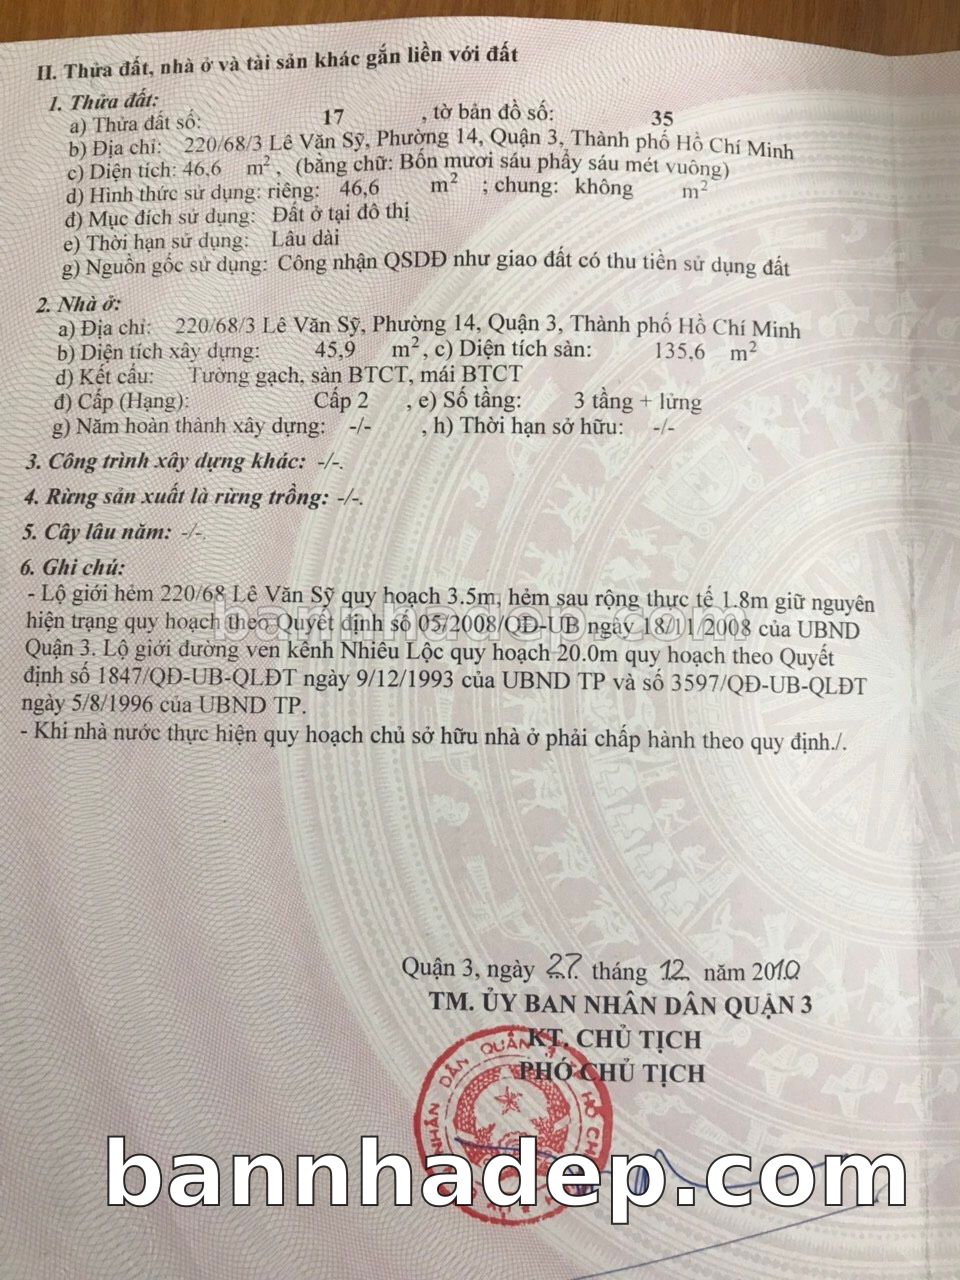 II. Thửa đất, nhà ở và tài sản khác gắn liền với đất
1. Thửa đất:
a) Thửa đất số: 17 , tờ bản đồ số: 35
b) Địa chỉ: 220/68/3 Lê Văn Sỹ, Phường 14, Quận 3, Thành phố Hồ Chí Minh
c) Diện tích: 46,6 m², (bằng chữ: Bốn mươi sáu phẩy sáu mét vuông)
d) Hình thức sử dụng: riêng: 46,6 m² ; chung: không m²
đ) Mục đích sử dụng: Đất ở tại đô thị
e) Thời hạn sử dụng: Lâu dài
g) Nguồn gốc sử dụng: Công nhận QSDĐ như giao đất có thu tiền sử dụng đất
2. Nhà ở:
a) Địa chỉ: 220/68/3 Lê Văn Sỹ, Phường 14, Quận 3, Thành phố Hồ Chí Minh
b) Diện tích xây dựng: 45,9 m², c) Diện tích sàn: 135,6 m²
d) Kết cấu: Tường gạch, sàn BTCT, mái BTCT
đ) Cấp (Hạng): Cấp 2 , e) Số tầng: 3 tầng + lửng
g) Năm hoàn thành xây dựng: -/- , h) Thời hạn sở hữu: -/-
3. Công trình xây dựng khác: -/-.
4. Rừng sản xuất là rừng trồng: -/-.
5. Cây lâu năm: -/-.
6. Ghi chú:
- Lộ giới hẻm 220/68 Lê Văn Sỹ quy hoạch 3.5m, hẻm sau rộng thực tế 1.8m giữ nguyên
hiện trạng quy hoạch theo Quyết định số 05/2008/QĐ-UB ngày 18/11/2008 của UBND
Quận 3. Lộ giới đường ven kênh Nhiêu Lộc quy hoạch 20.0m quy hoạch theo Quyết
định số 1847/QĐ-UB-QLĐT ngày 9/12/1993 của UBND TP và số 3597/QĐ-UB-QLĐT
ngày 5/8/1996 của UBND TP.
- Khi nhà nước thực hiện quy hoạch chủ sở hữu nhà ở phải chấp hành theo quy định./.
bannhadep.com
Quận 3, ngày 27 tháng 12 năm 2010
TM. ỦY BAN NHÂN DÂN QUẬN 3
KT. CHỦ TỊCH
PHÓ CHỦ TỊCH
NHÂN DÂN QUẬN 3
HỒ CH
bannhadep.com